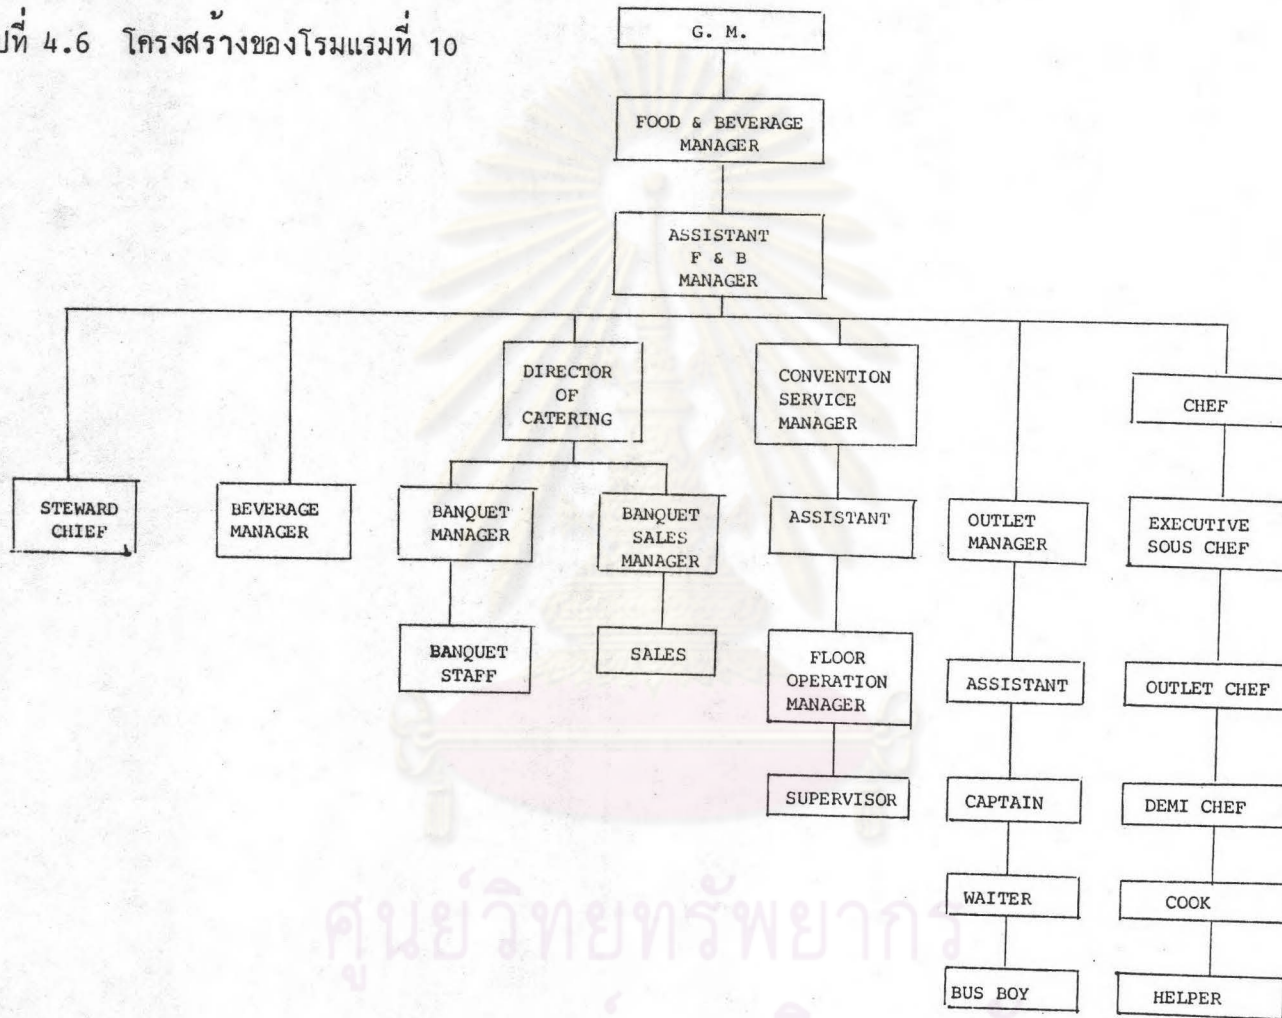 ปที่ 4.6 โครงสร้างของโรมแรมที่ 10
G. M.
FOOD & BEVERAGE
MANAGER
ASSISTANT
F & B
MANAGER
DIRECTOR
OF
CATERING
CONVENTION
SERVICE
MANAGER
CHEF
STEWARD
CHIEF
BEVERAGE
MANAGER
BANQUET
MANAGER
BANQUET
SALES
MANAGER
ASSISTANT
OUTLET
MANAGER
EXECUTIVE
SOUS CHEF
BANQUET
STAFF
SALES
FLOOR
OPERATION
MANAGER
ASSISTANT
OUTLET CHEF
SUPERVISOR
CAPTAIN
DEMI CHEF
WAITER
COOK
BUS BOY
HELPER
ศูนย์วิทยทรัพยากร